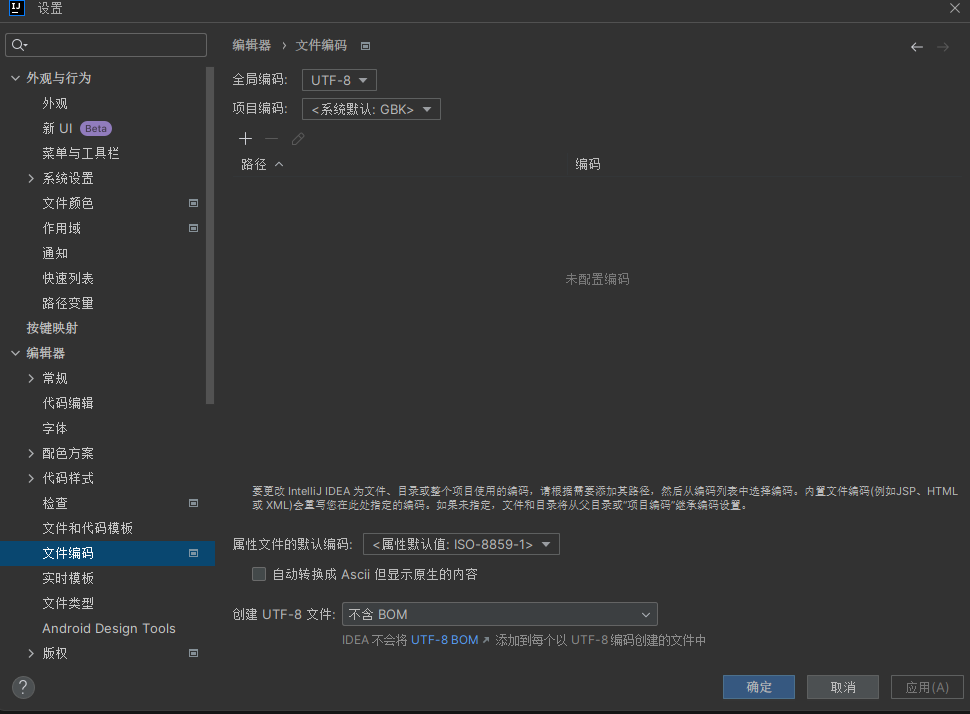 设置
外观与行为
外观
新 UI Beta
菜单与工具栏
系统设置
文件颜色
作用域
通知
快速列表
路径变量
按键映射
编辑器
常规
代码编辑
字体
配色方案
代码样式
检查
文件和代码模板
文件编码
实时模板
文件类型
Android Design Tools
版权
编辑器 › 文件编码
全局编码: UTF-8
项目编码: <系统默认: GBK>
路径 编码
未配置编码
要更改 IntelliJ IDEA 为文件、目录或整个项目使用的编码，请根据需要添加其路径，然后从编码列表中选择编码。内置文件编码(例如JSP、HTML
或 XML)会重写您在此处指定的编码。如果未指定，文件和目录将从父目录或“项目编码”继承编码设置。
属性文件的默认编码: <属性默认值: ISO-8859-1>
自动转换成 Ascii 但显示原生的内容
创建 UTF-8 文件: 不含 BOM
IDEA 不会将 UTF-8 BOM ↗ 添加到每个以 UTF-8 编码创建的文件中
?
确定 取消 应用(A)